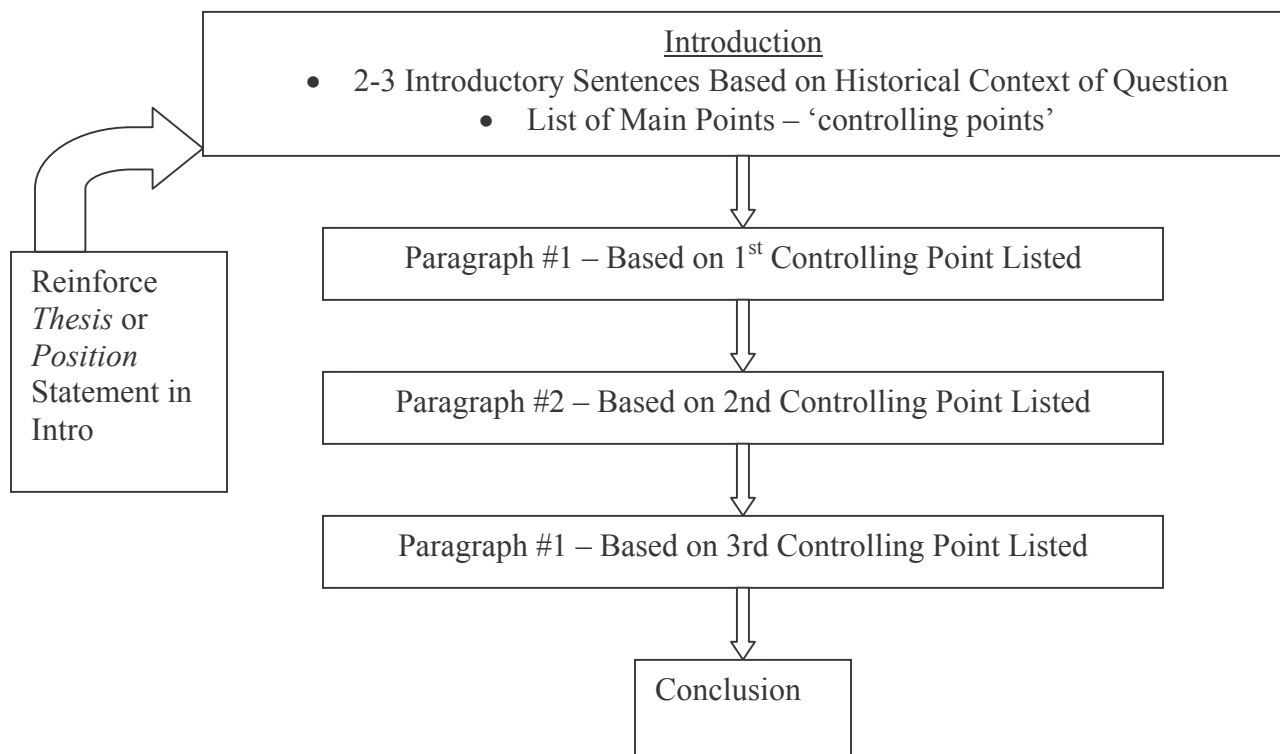 Introduction
• 2-3 Introductory Sentences Based on Historical Context of Question
• List of Main Points – ‘controlling points’
Reinforce
Thesis or
Position
Statement in
Intro
Paragraph #1 – Based on 1st Controlling Point Listed
Paragraph #2 – Based on 2nd Controlling Point Listed
Paragraph #1 – Based on 3rd Controlling Point Listed
Conclusion